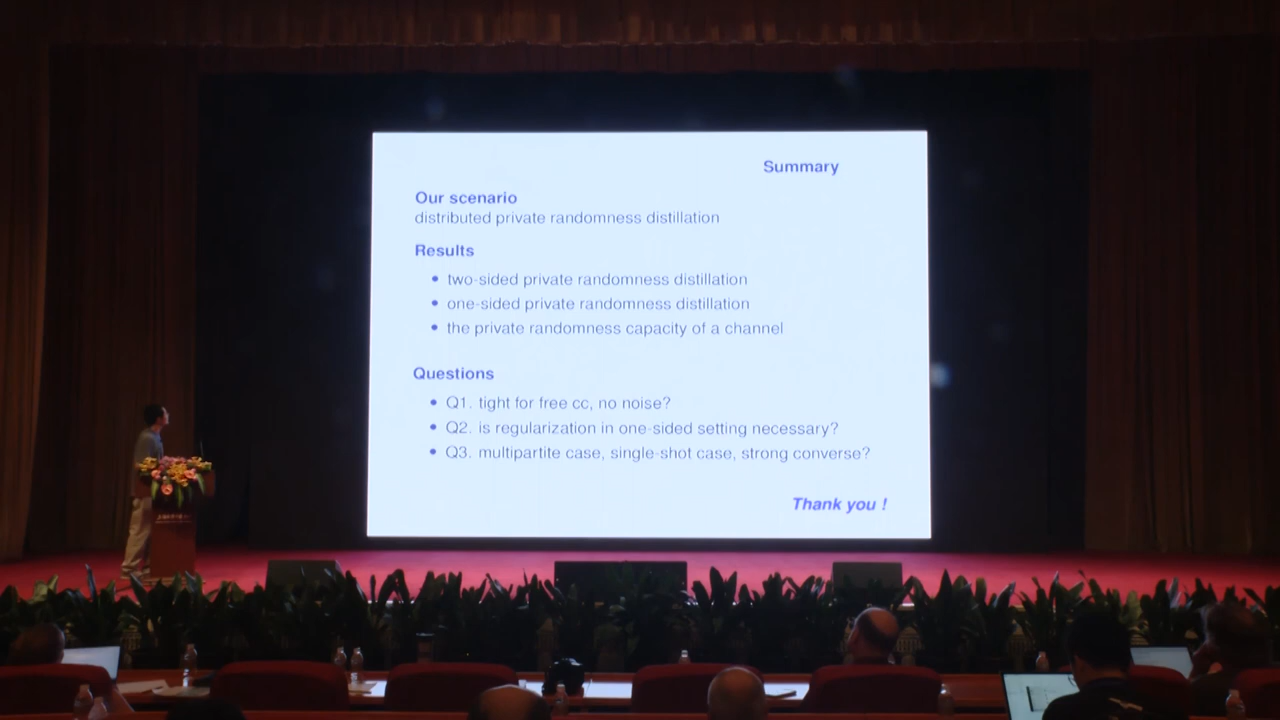 Summary
Our scenario
distributed private randomness distillation
Results
• two-sided private randomness distillation
• one-sided private randomness distillation
• the private randomness capacity of a channel
Questions
• Q1. tight for free cc, no noise?
• Q2. is regularization in one-sided setting necessary?
• Q3. multipartite case, single-shot case, strong converse?
Thank you !